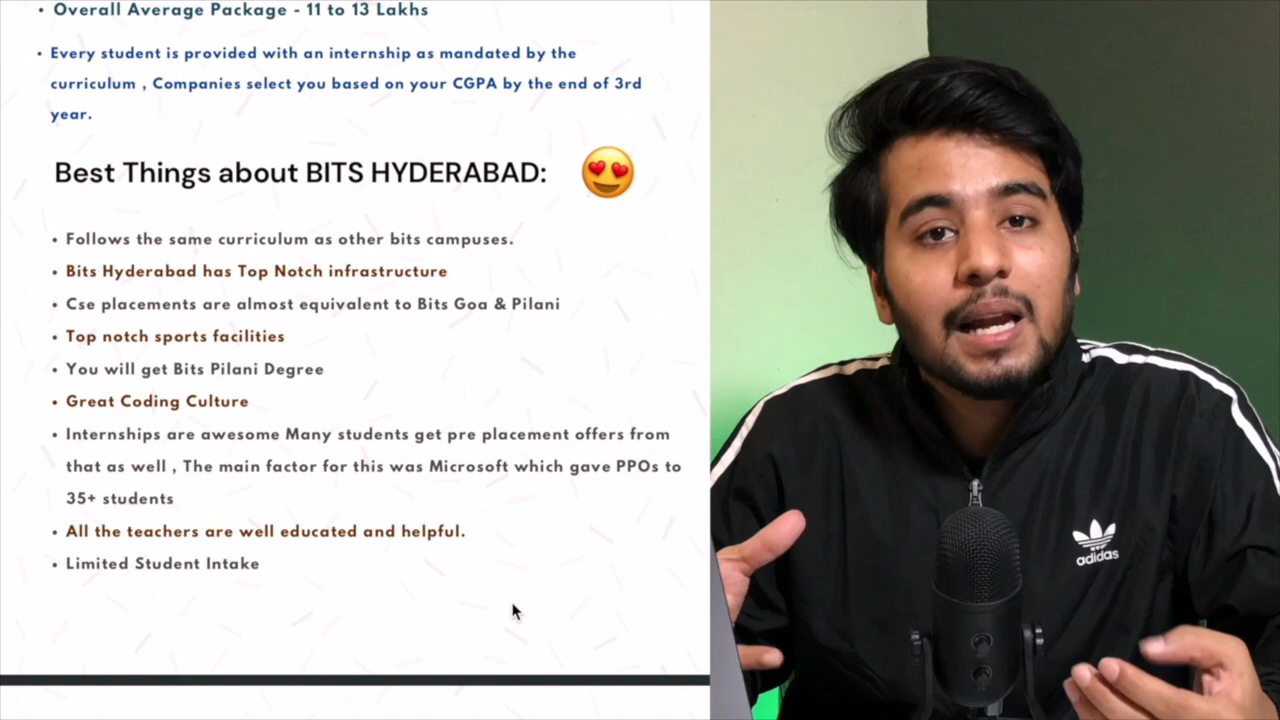 • Overall Average Package - 11 to 13 Lakhs
• Every student is provided with an internship as mandated by the
curriculum , Companies select you based on your CGPA by the end of 3rd
year.
Best Things about BITS HYDERABAD:
• Follows the same curriculum as other bits campuses.
• Bits Hyderabad has Top Notch infrastructure
• Cse placements are almost equivalent to Bits Goa & Pilani
• Top notch sports facilities
• You will get Bits Pilani Degree
• Great Coding Culture
• Internships are awesome Many students get pre placement offers from
that as well , The main factor for this was Microsoft which gave PPOs to
35+ students
• All the teachers are well educated and helpful.
• Limited Student Intake
adidas